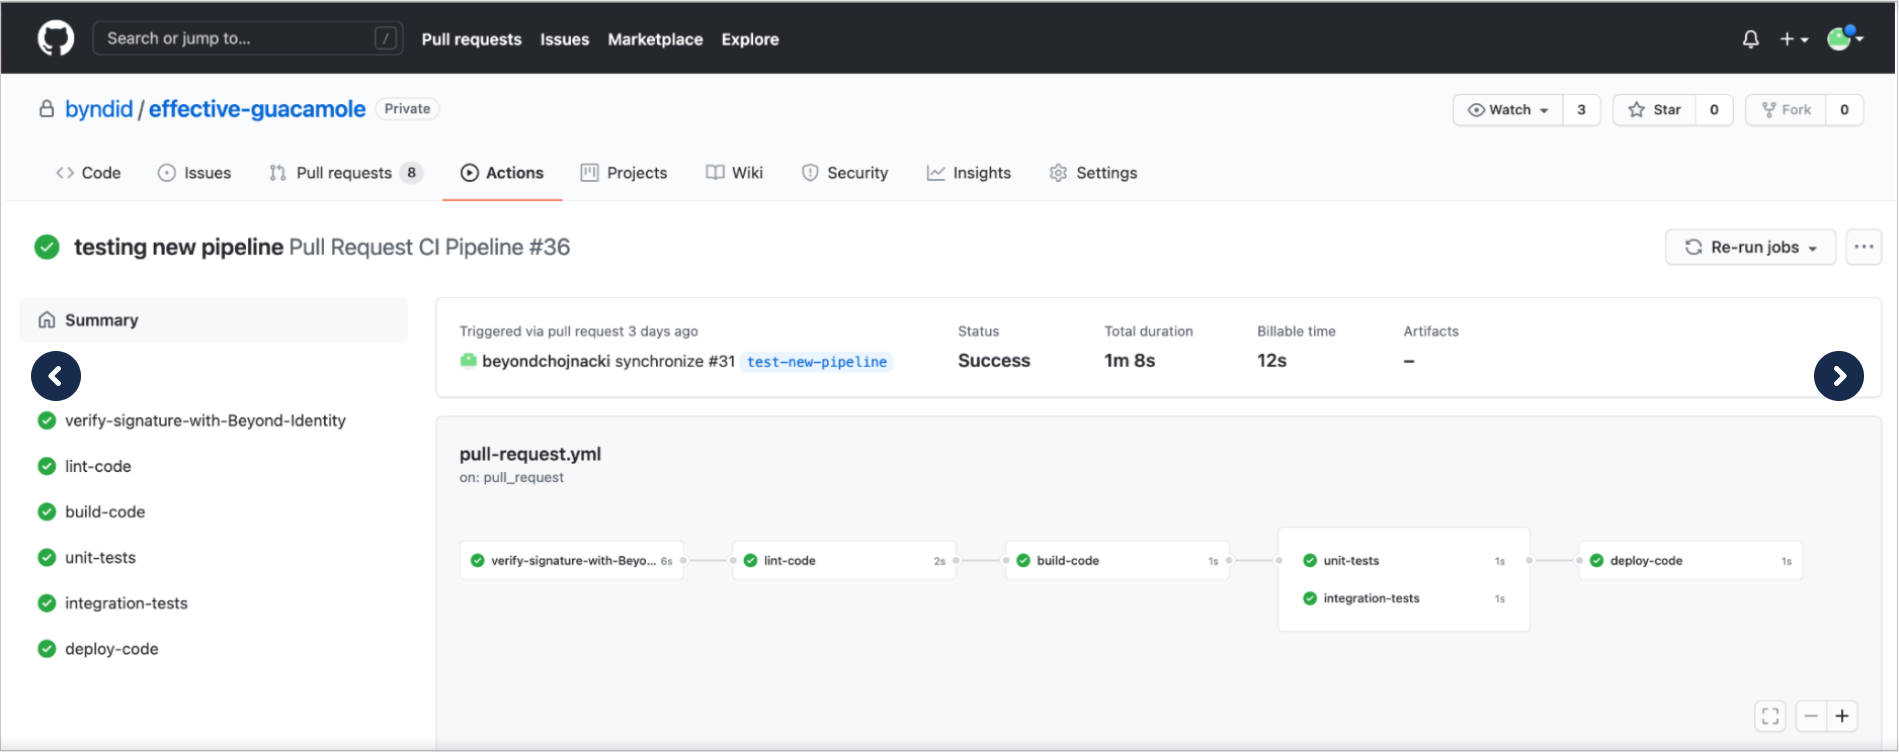 Search or jump to... / Pull requests Issues Marketplace Explore
byndid / effective-guacamole Private Watch 3 Star 0 Fork 0
Code Issues Pull requests 8 Actions Projects Wiki Security Insights Settings
testing new pipeline Pull Request CI Pipeline #36 Re-run jobs ...
Summary
verify-signature-with-Beyond-Identity
lint-code
build-code
unit-tests
integration-tests
deploy-code
Triggered via pull request 3 days ago Status Total duration Billable time Artifacts
beyondchojnacki synchronize #31 test-new-pipeline Success 1m 8s 12s –
pull-request.yml
on: pull_request
verify-signature-with-Beyo... 6s lint-code 2s build-code 1s unit-tests 1s deploy-code 1s
integration-tests 1s